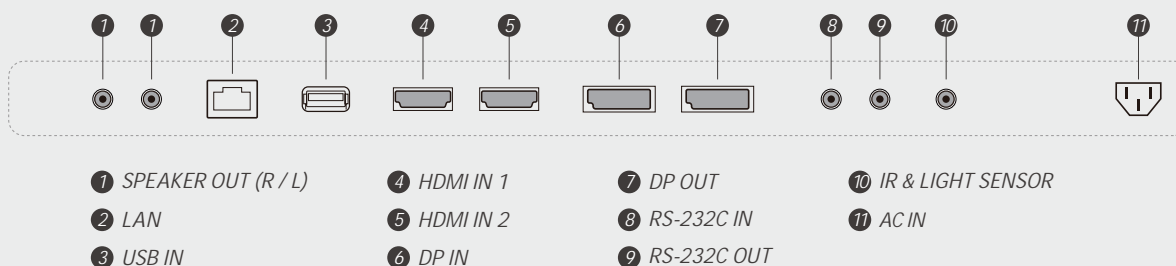 1 1 2 3 4 5 6 7 8 9 10 11
1 SPEAKER OUT (R / L)
2 LAN
3 USB IN
4 HDMI IN 1
5 HDMI IN 2
6 DP IN
7 DP OUT
8 RS-232C IN
9 RS-232C OUT
10 IR & LIGHT SENSOR
11 AC IN